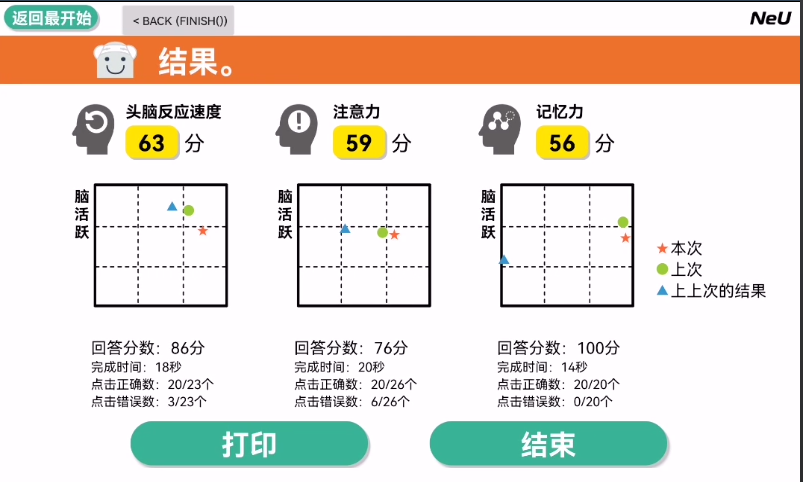 返回最开始
< BACK (FINISH())
NeU
结果。
头脑反应速度
63 分
注意力
59 分
记忆力
56 分
脑活跃
脑活跃
脑活跃
本次
上次
上上次的结果
回答分数：86分
完成时间：18秒
点击正确数：20/23个
点击错误数：3/23个
回答分数：76分
完成时间：20秒
点击正确数：20/26个
点击错误数：6/26个
回答分数：100分
完成时间：14秒
点击正确数：20/20个
点击错误数：0/20个
打印
结束